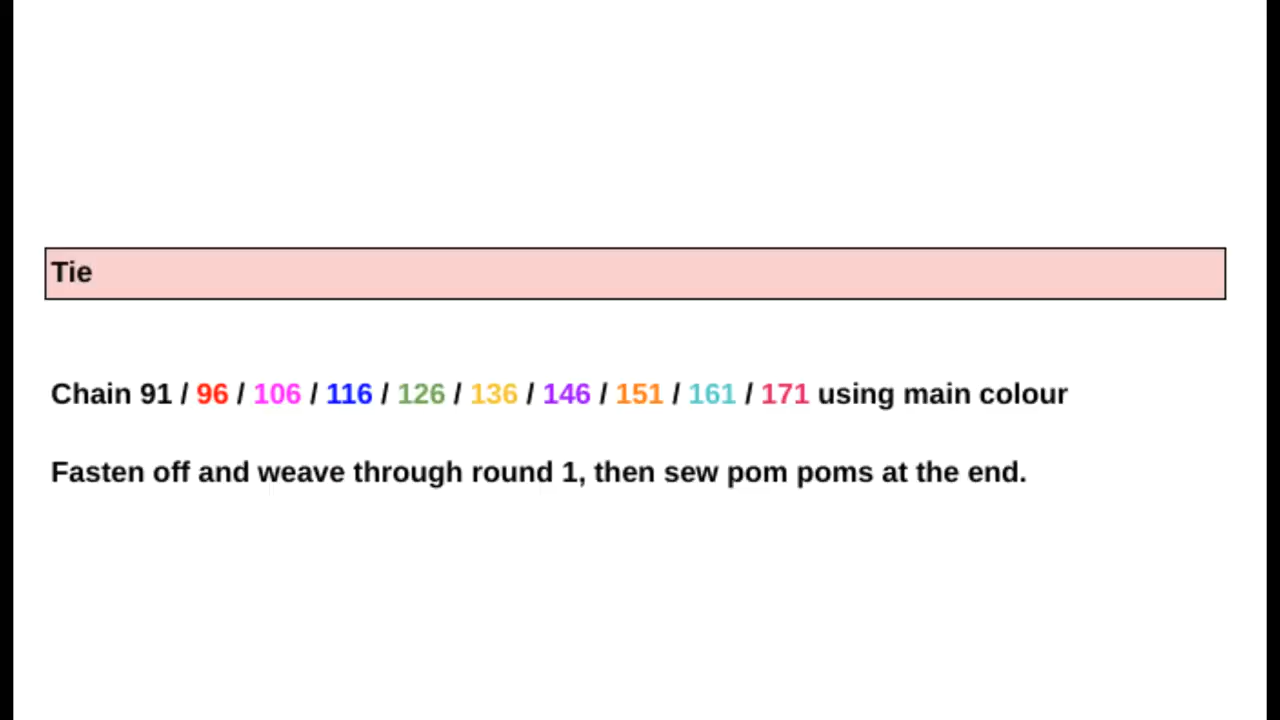 Tie
Chain 91 / 96 / 106 / 116 / 126 / 136 / 146 / 151 / 161 / 171 using main colour
Fasten off and weave through round 1, then sew pom poms at the end.